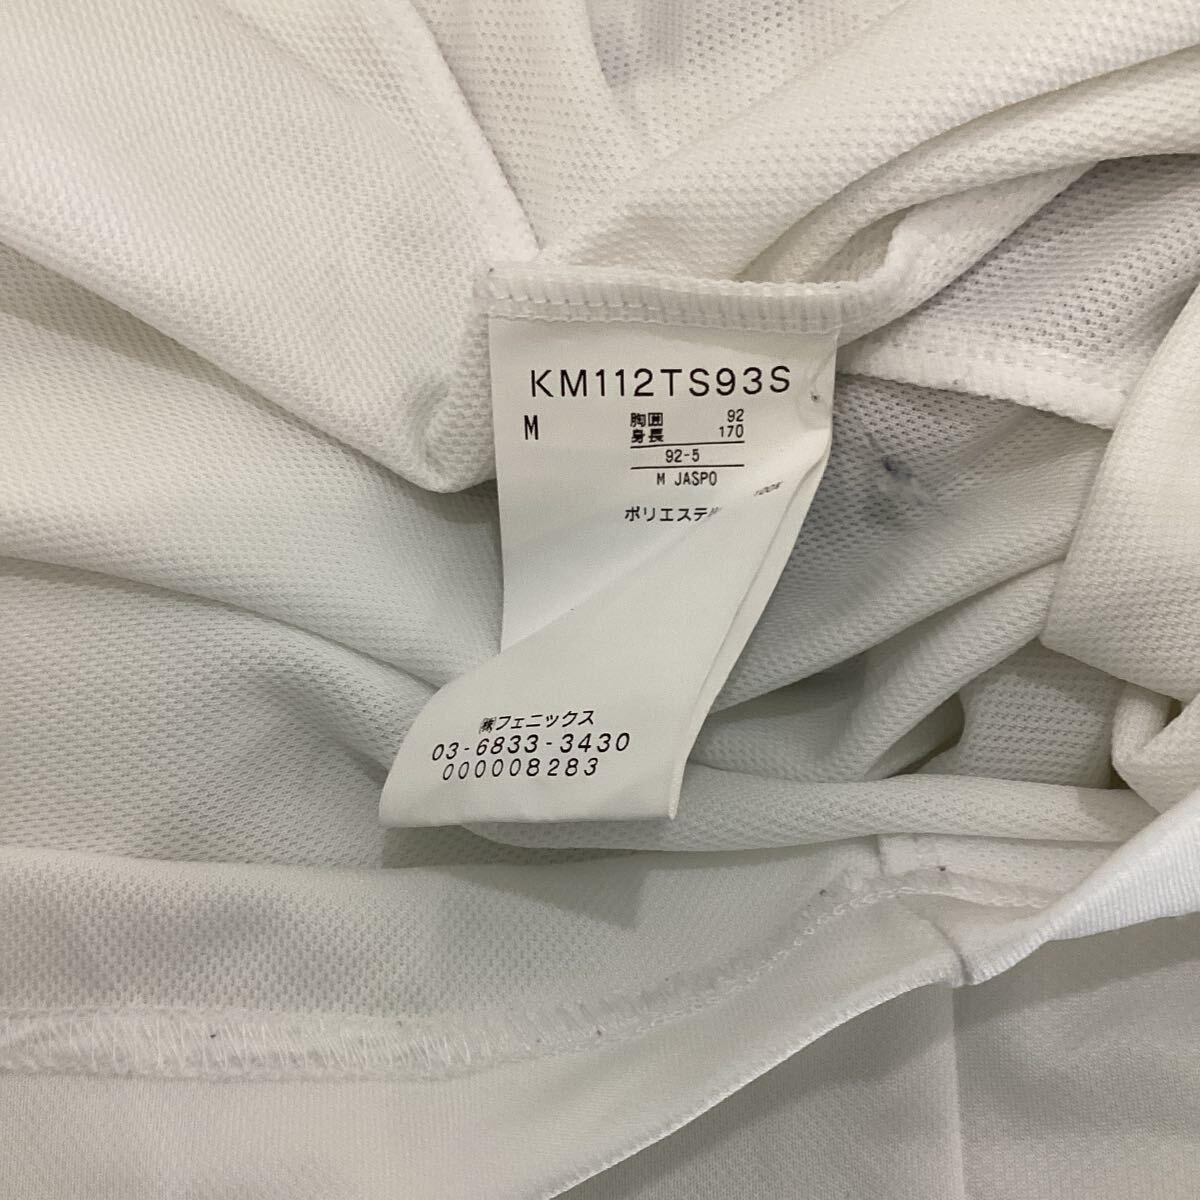 KM112TS93S
M
胸囲 92
身長 170
92-5
M JASPO
100%
ポリエステル
㈱フェニックス
03-6833-3430
000008283